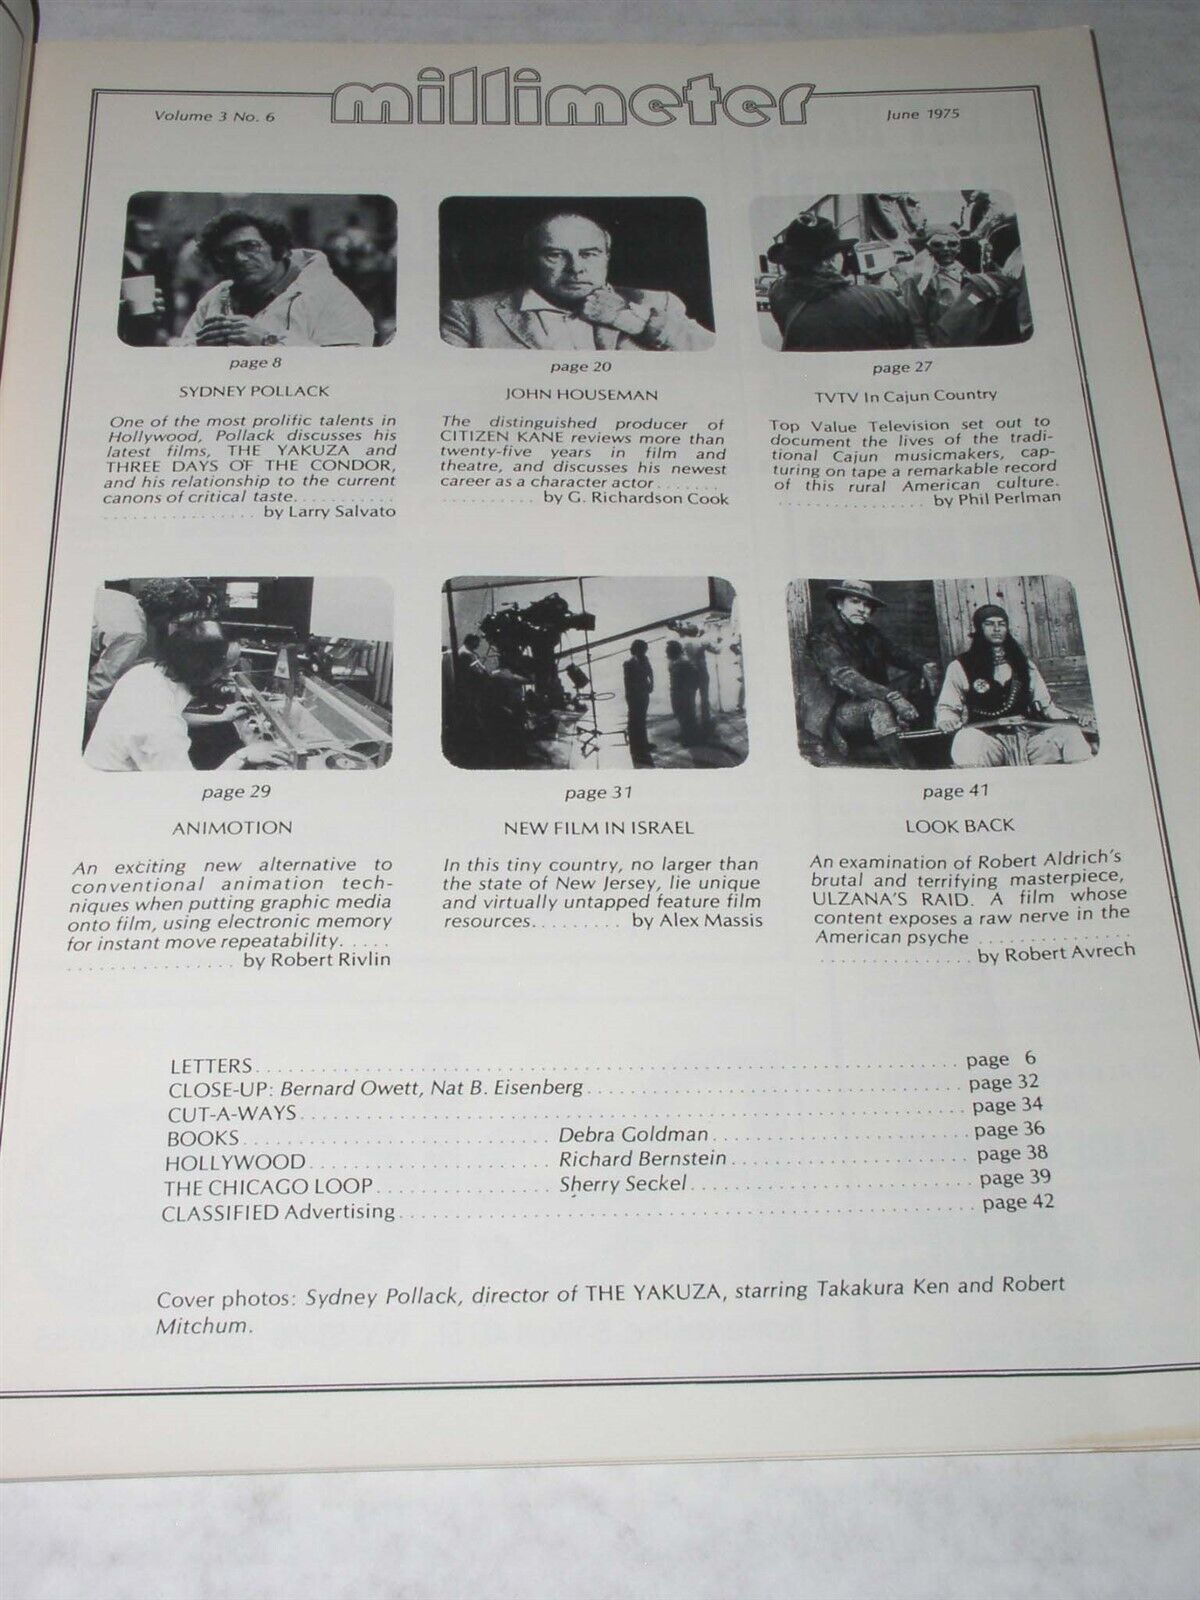 millimeter
Volume 3 No. 6
June 1975
page 8
SYDNEY POLLACK
One of the most prolific talents in
Hollywood, Pollack discusses his
latest films, THE YAKUZA and
THREE DAYS OF THE CONDOR,
and his relationship to the current
canons of critical taste...........
................ by Larry Salvato
page 20
JOHN HOUSEMAN
The distinguished producer of
CITIZEN KANE reviews more than
twenty-five years in film and
theatre, and discusses his newest
career as a character actor.......
.......... by G. Richardson Cook
page 27
TVTV In Cajun Country
Top Value Television set out to
document the lives of the tradi-
tional Cajun musicmakers, cap-
turing on tape a remarkable record
of this rural American culture.
............... by Phil Perlman
page 29
ANIMOTION
An exciting new alternative to
conventional animation tech-
niques when putting graphic media
onto film, using electronic memory
for instant move repeatability.....
................ by Robert Rivlin
page 31
NEW FILM IN ISRAEL
In this tiny country, no larger than
the state of New Jersey, lie unique
and virtually untapped feature film
resources......... by Alex Massis
page 41
LOOK BACK
An examination of Robert Aldrich's
brutal and terrifying masterpiece,
ULZANA'S RAID. A film whose
content exposes a raw nerve in the
American psyche ...............
............... by Robert Avrech
LETTERS.................................................. page 6
CLOSE-UP: Bernard Owett, Nat B. Eisenberg.................... page 32
CUT-A-WAYS.................................................. page 34
BOOKS............................ Debra Goldman....................... page 36
HOLLYWOOD...................... Richard Bernstein..................... page 38
THE CHICAGO LOOP................ Sherry Seckel......................... page 39
CLASSIFIED Advertising.................................................. page 42
Cover photos: Sydney Pollack, director of THE YAKUZA, starring Takakura Ken and Robert
Mitchum.